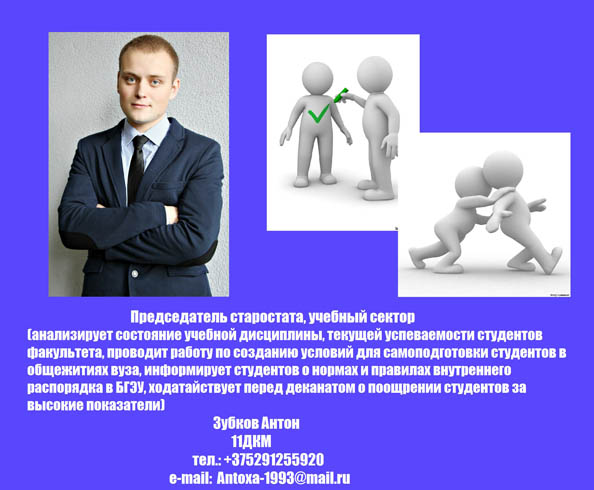 Председатель старостата, учебный сектор
(анализирует состояние учебной дисциплины, текущей успеваемости студентов
факультета, проводит работу по созданию условий для самоподготовки студентов в
общежитиях вуза, информирует студентов о нормах и правилах внутреннего
распорядка в БГЭУ, ходатайствует перед деканатом о поощрении студентов за
высокие показатели)
Зубков Антон
11ДКМ
тел.: +375291255920
e-mail: Antoxa-1993@mail.ru